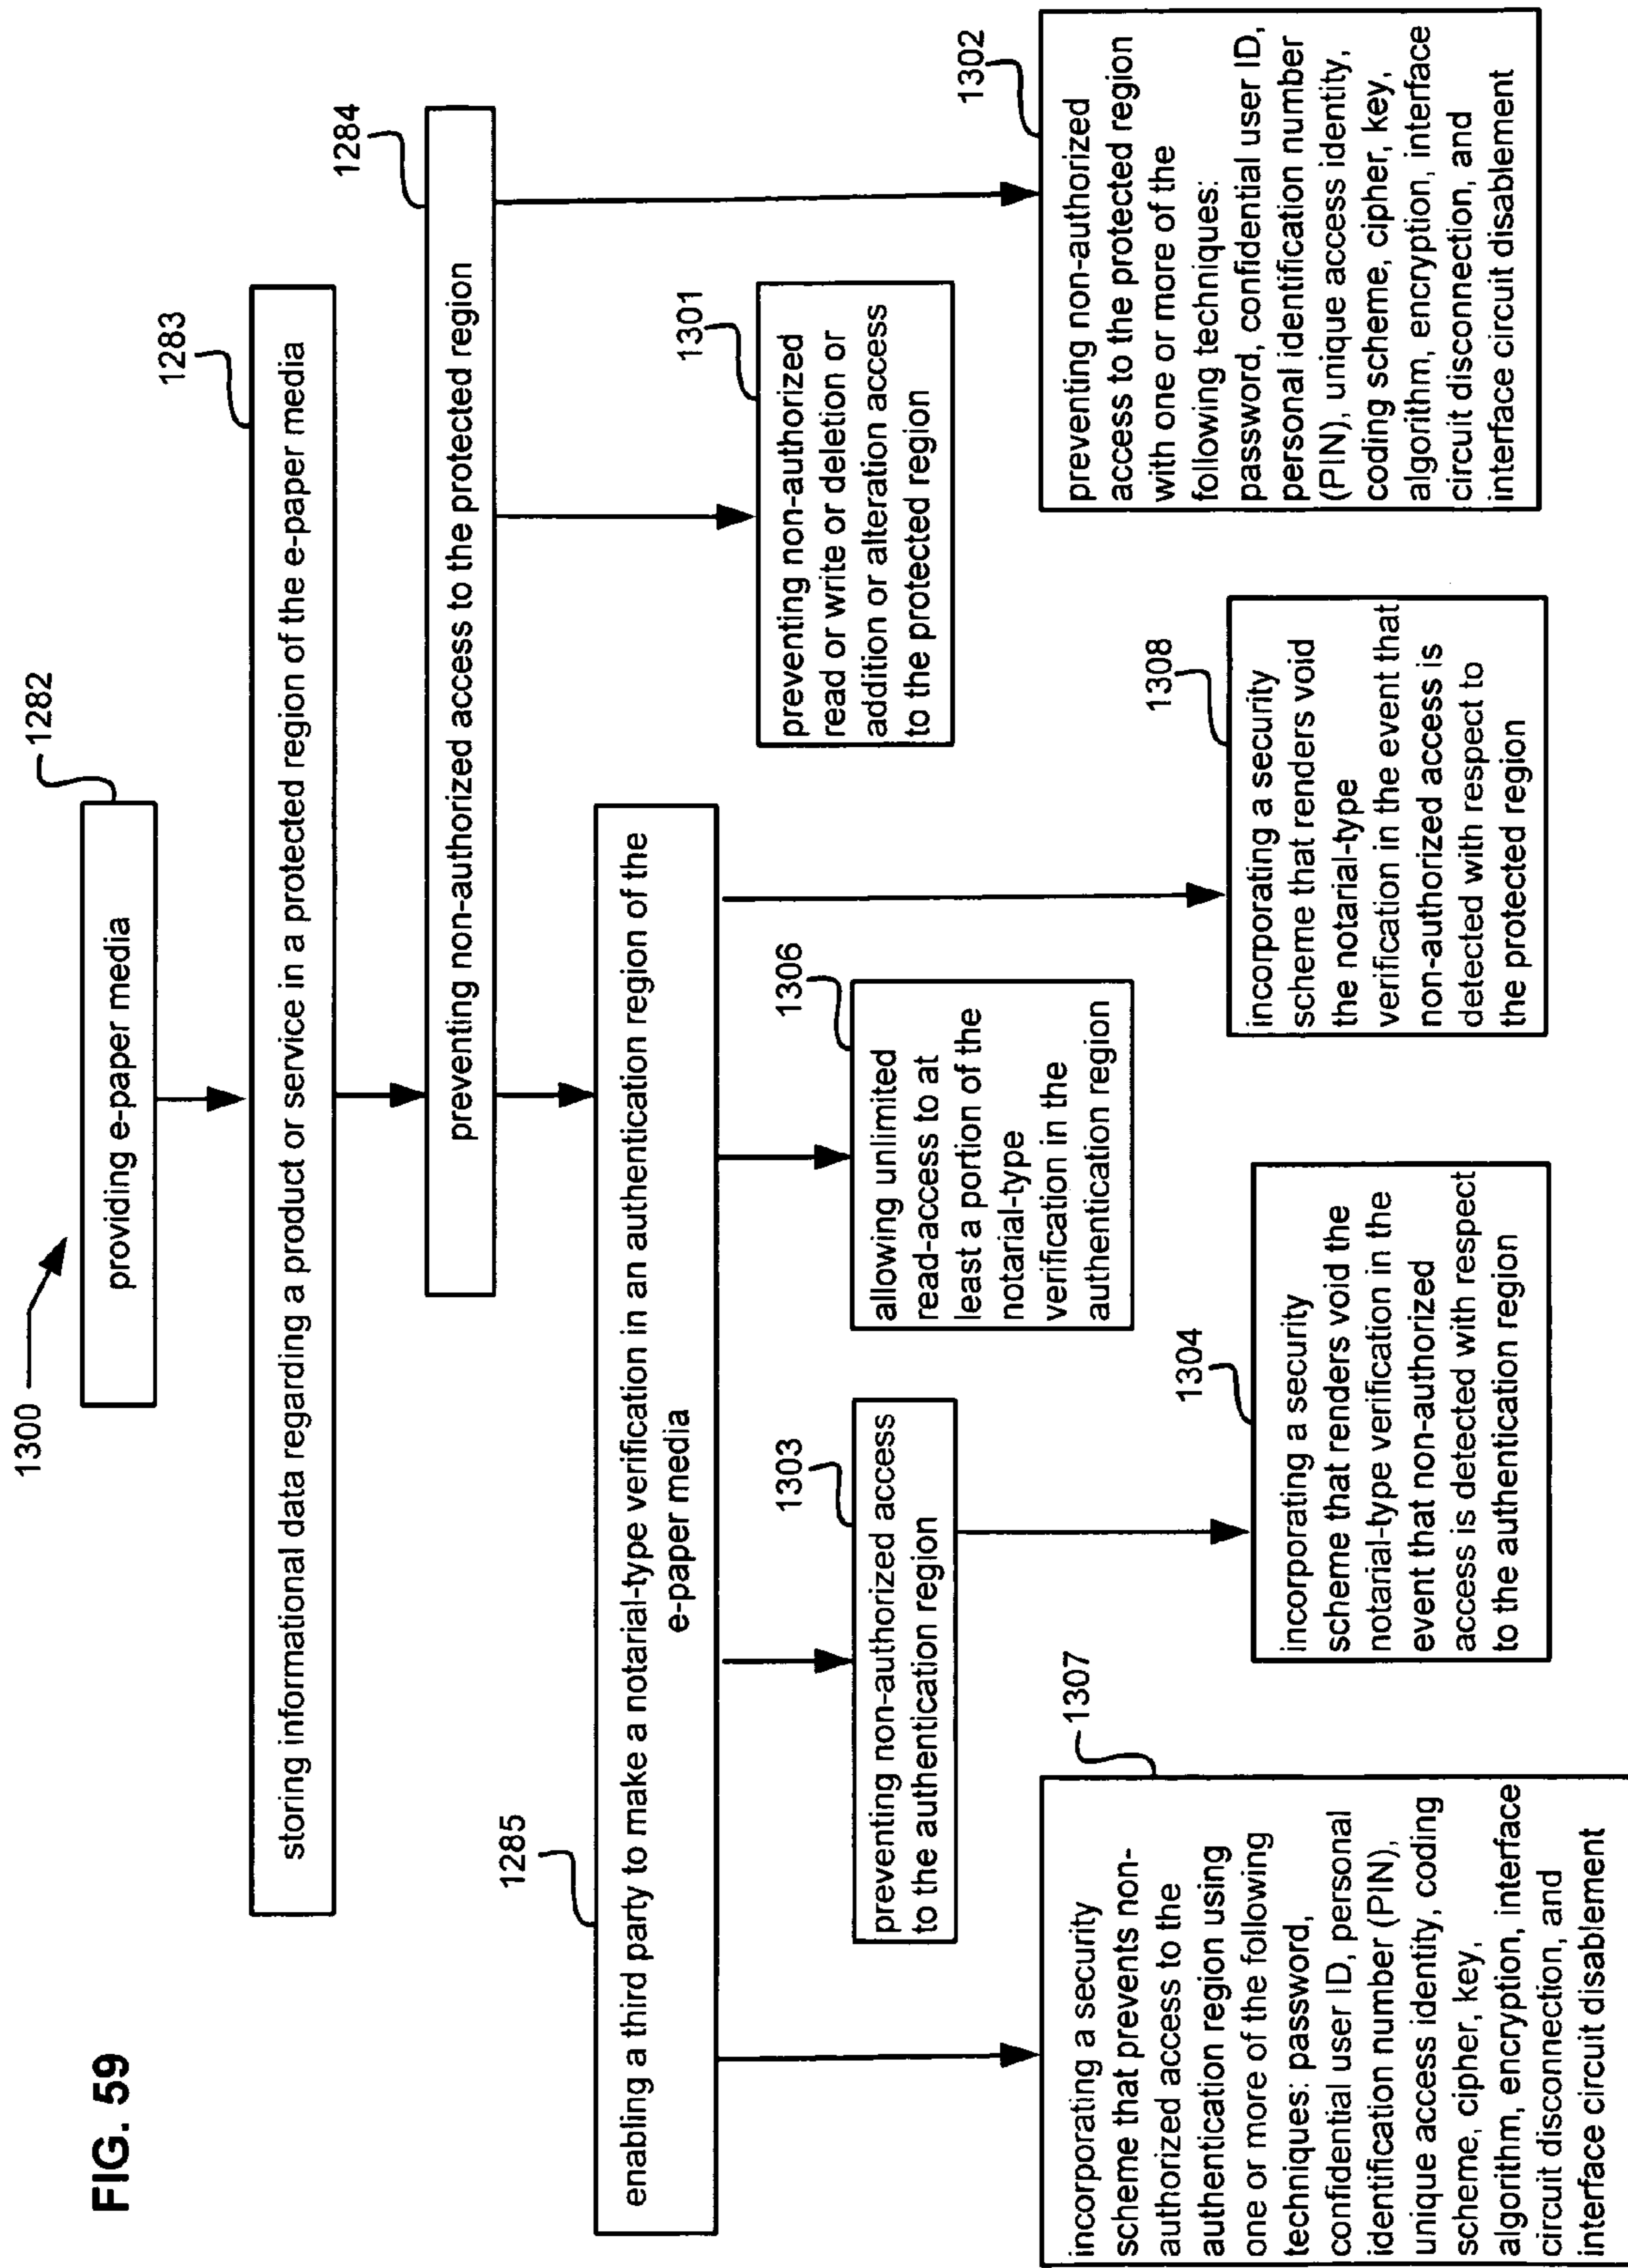 FIG. 59
1300
1282
providing e-paper media
1283
storing informational data regarding a product or service in a protected region of the e-paper media
1284
preventing non-authorized access to the protected region
1285
enabling a third party to make a notarial-type verification in an authentication region of the
e-paper media
1301
preventing non-authorized
read or write or deletion or
addition or alteration access
to the protected region
1302
preventing non-authorized
access to the protected region
with one or more of the
following techniques:
password, confidential user ID,
personal identification number
(PIN), unique access identity,
coding scheme, cipher, key,
algorithm, encryption, interface
circuit disconnection, and
interface circuit disablement
1303
preventing non-authorized access
to the authentication region
1306
allowing unlimited
read-access to at
least a portion of the
notarial-type
verification in the
authentication region
1307
incorporating a security
scheme that prevents non-
authorized access to the
authentication region using
one or more of the following
techniques: password,
confidential user ID, personal
identification number (PIN),
unique access identity, coding
scheme, cipher, key,
algorithm, encryption, interface
circuit disconnection, and
interface circuit disablement
1304
incorporating a security
scheme that renders void the
notarial-type verification in the
event that non-authorized
access is detected with respect
to the authentication region
1308
incorporating a security
scheme that renders void
the notarial-type
verification in the event that
non-authorized access is
detected with respect to
the protected region